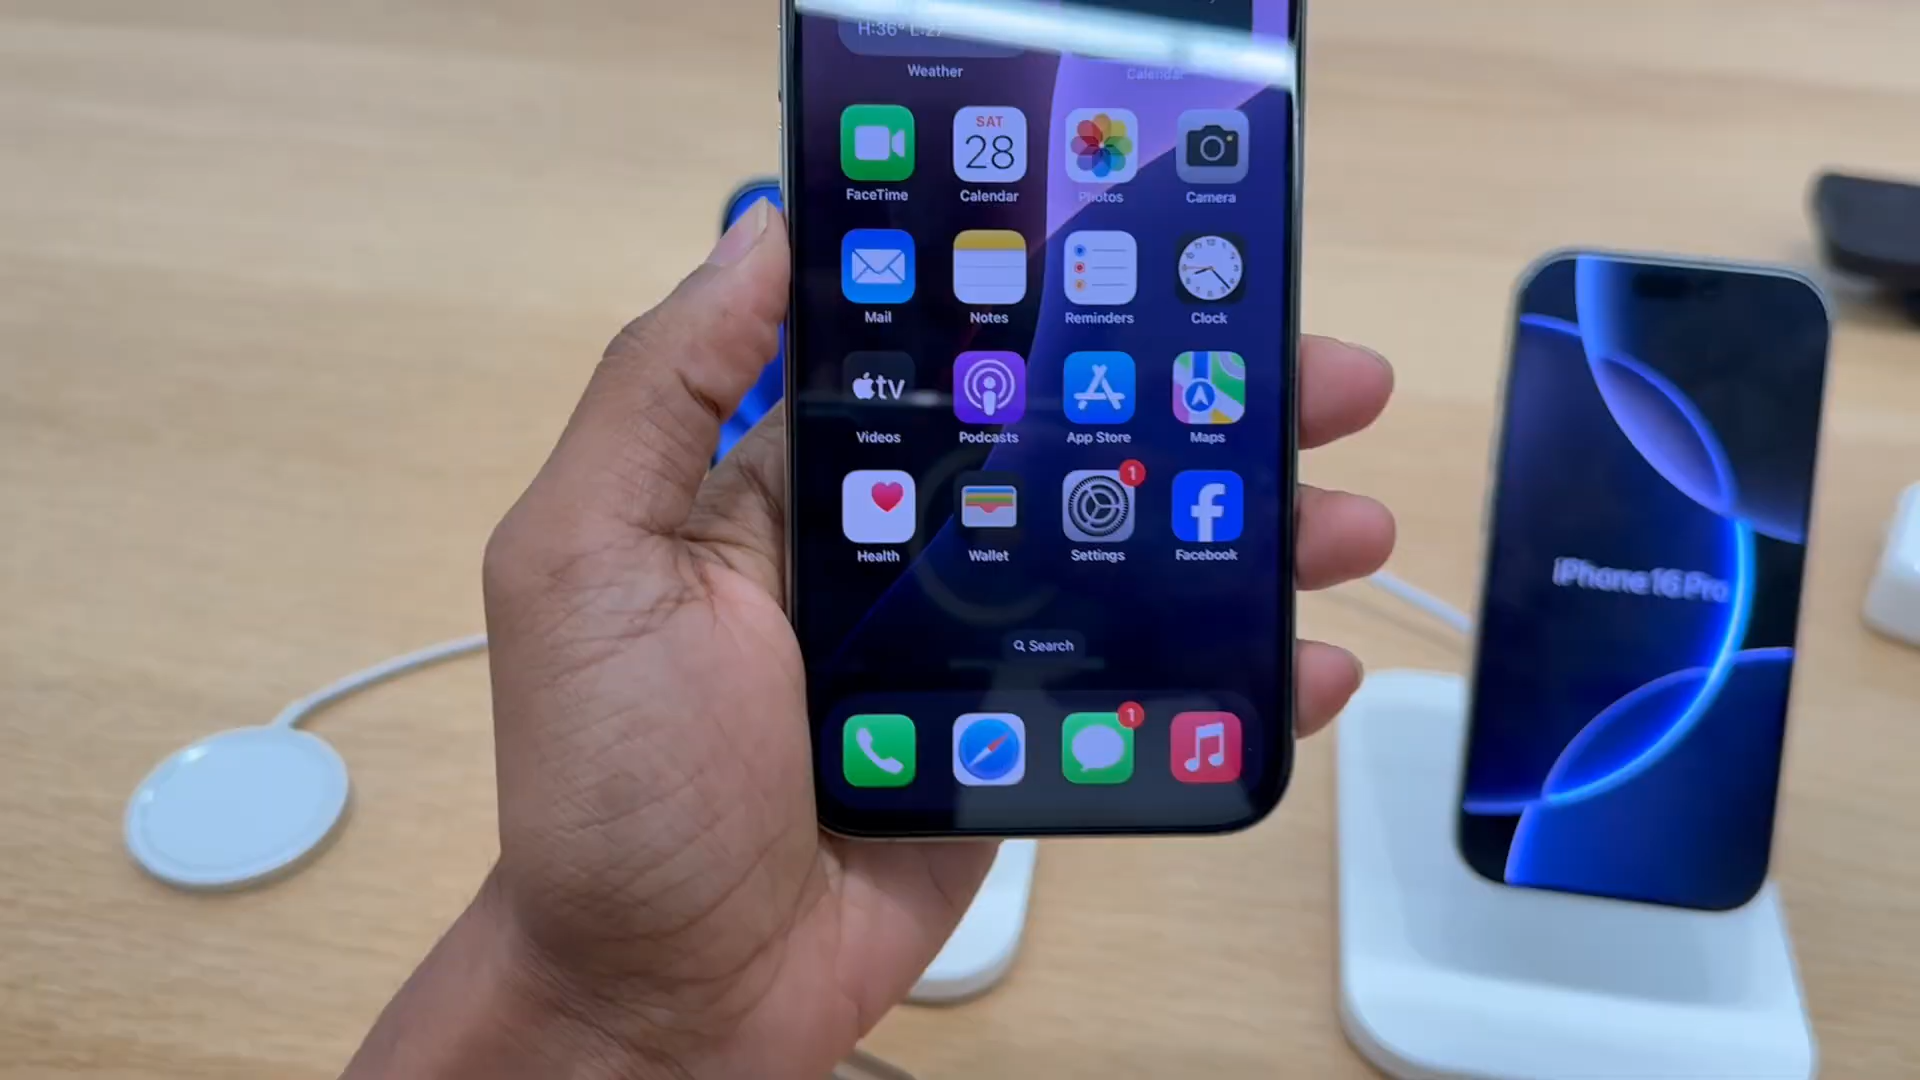 H:36° L:27
Weather
Calendar
SAT
28
FaceTime
Calendar
Photos
Camera
Mail
Notes
Reminders
Clock
tv
Videos
Podcasts
App Store
Maps
1
Health
Wallet
Settings
Facebook
iPhone 16 Pro
Search
1